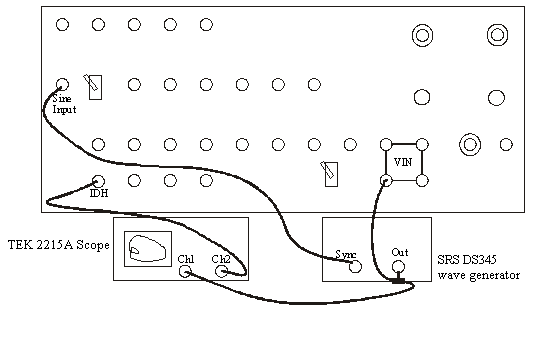 Sine
Input
VIN
IDH
TEK 2215A Scope
Ch1
Ch2
Sync
Out
SRS DS345
wave generator